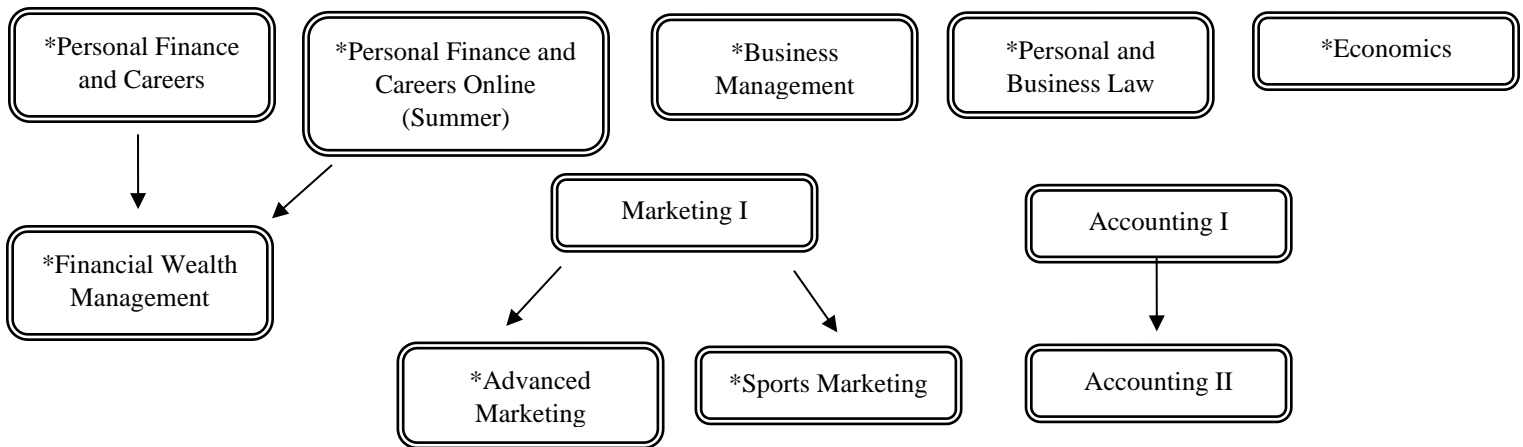 *Personal Finance
and Careers
*Personal Finance and
Careers Online
(Summer)
*Business
Management
*Personal and
Business Law
*Economics
Marketing I
Accounting I
*Financial Wealth
Management
*Advanced
Marketing
*Sports Marketing
Accounting II